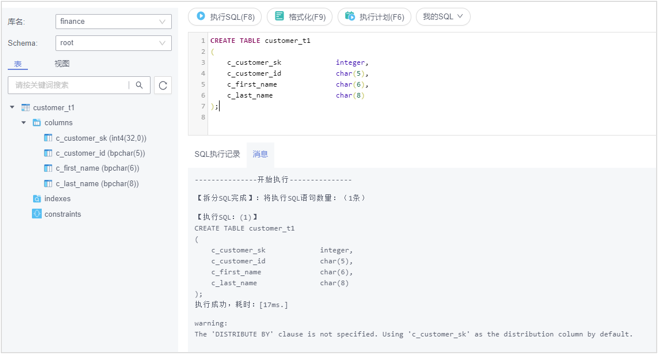 库名:
finance
Schema:
root
表
视图
请按关键词搜索
customer_t1
columns
c_customer_sk (int4(32,0))
c_customer_id (bpchar(5))
c_first_name (bpchar(6))
c_last_name (bpchar(8))
indexes
constraints
执行SQL(F8)
格式化(F9)
执行计划(F6)
我的SQL
1 CREATE TABLE customer_t1
2 (
3 c_customer_sk integer,
4 c_customer_id char(5),
5 c_first_name char(6),
6 c_last_name char(8)
7 );
8
SQL执行记录
消息
---------------开始执行---------------
【拆分SQL完成】：将执行SQL语句数量：（1条）
【执行SQL：(1)】
CREATE TABLE customer_t1
(
c_customer_sk integer,
c_customer_id char(5),
c_first_name char(6),
c_last_name char(8)
);
执行成功，耗时：[17ms.]
warning:
The 'DISTRIBUTE BY' clause is not specified. Using 'c_customer_sk' as the distribution column by default.